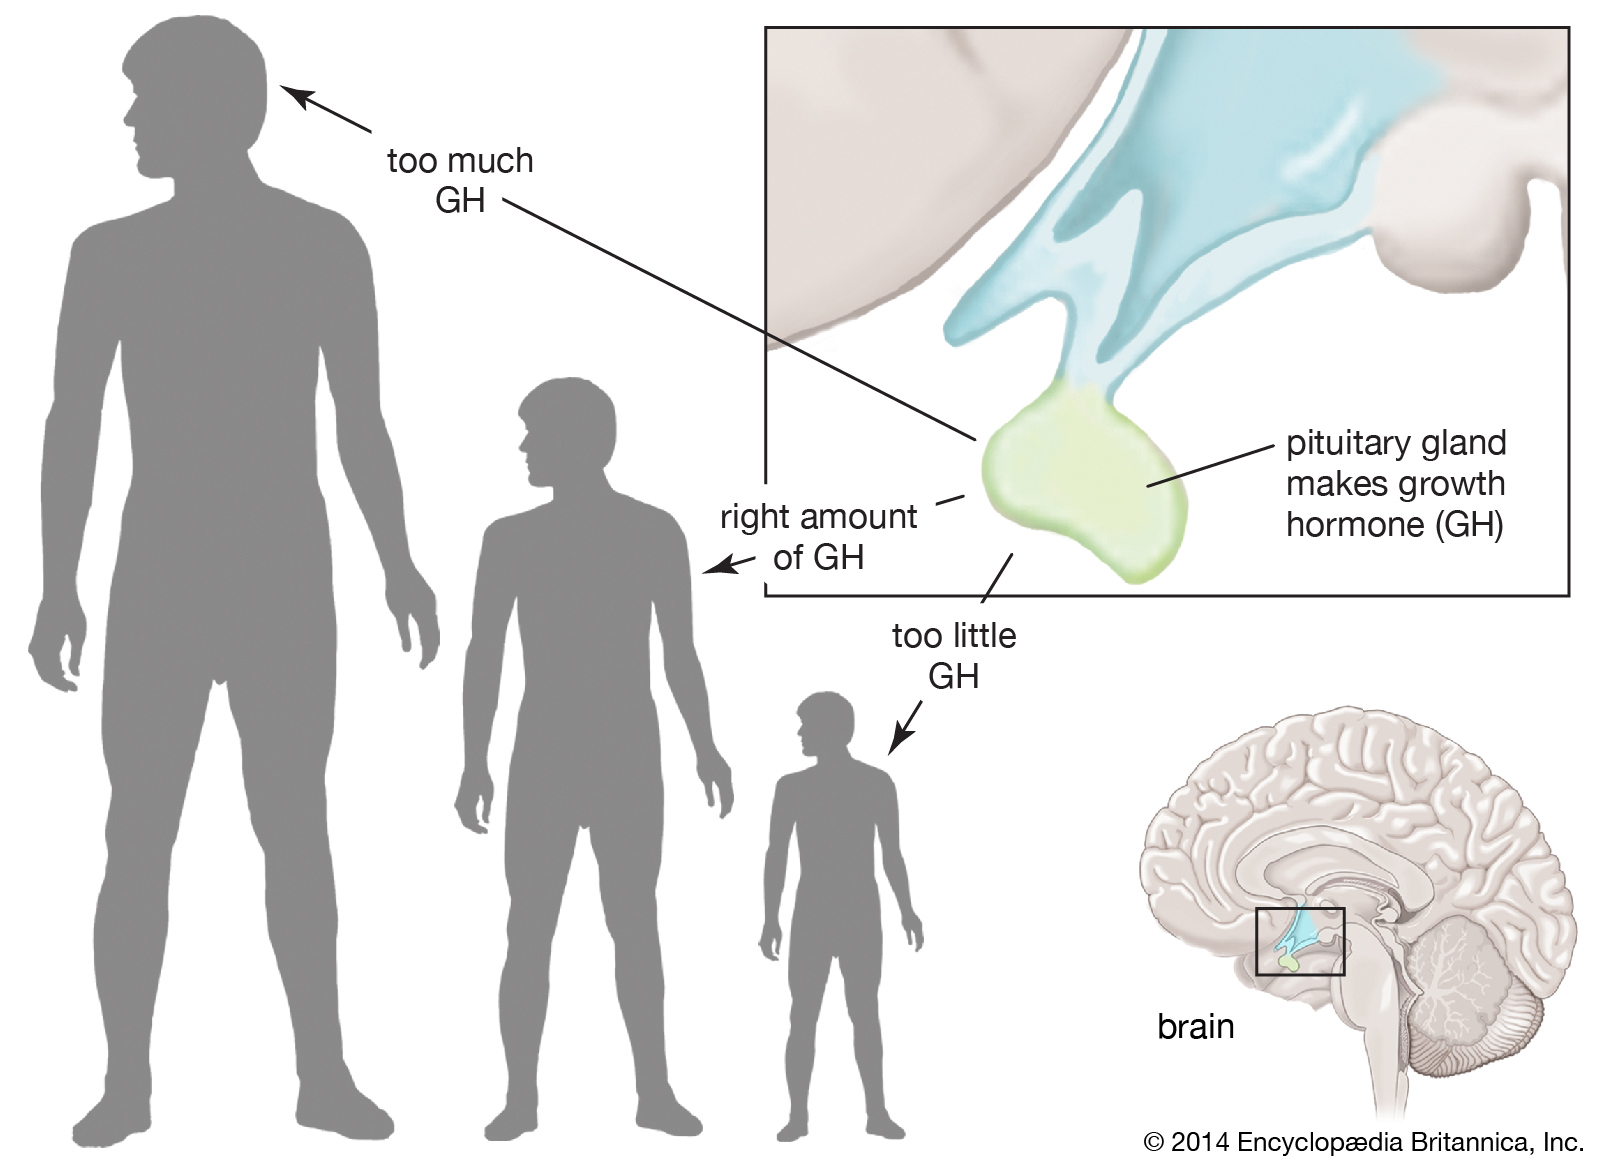 too much
GH
right amount
of GH
too little
GH
pituitary gland
makes growth
hormone (GH)
brain
© 2014 Encyclopædia Britannica, Inc.